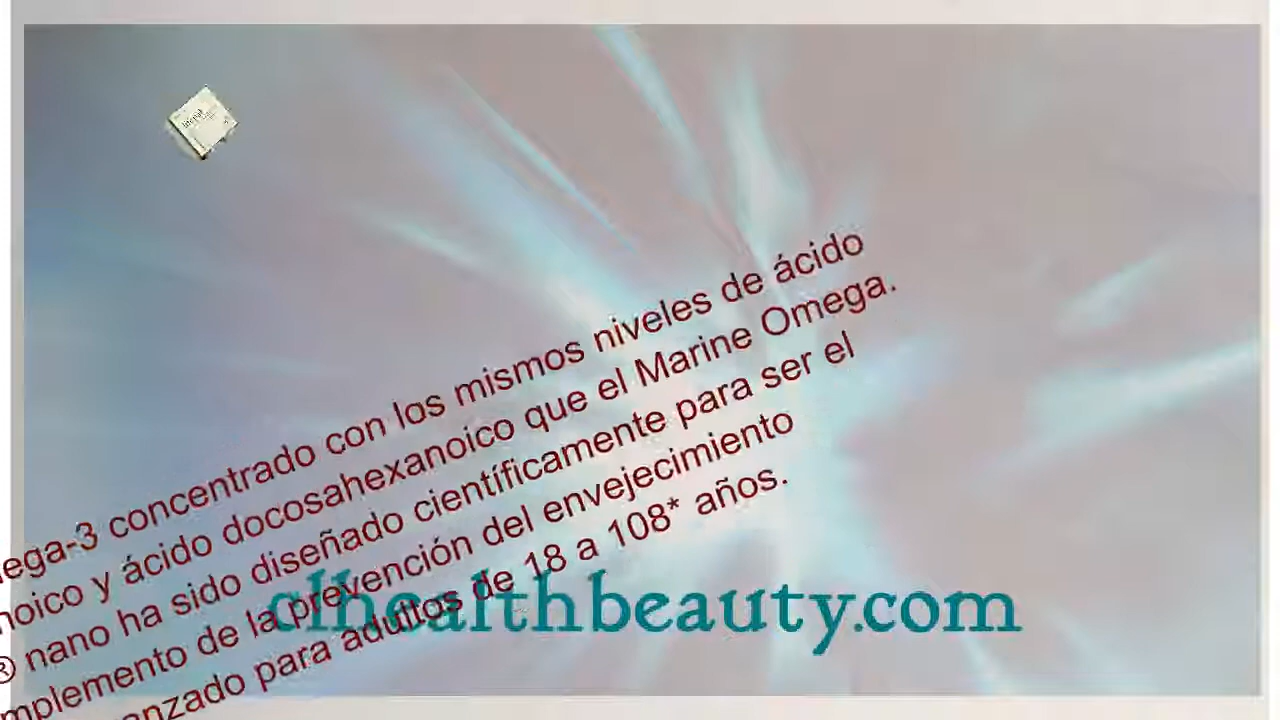 ega-3 concentrado con los mismos niveles de ácido
noico y ácido docosahexanoico que el Marine Omega.
® nano ha sido diseñado científicamente para ser el
mplemento de la prevención del envejecimiento
anzado para adultos de 18 a 108* años.
clhealthbeauty.com